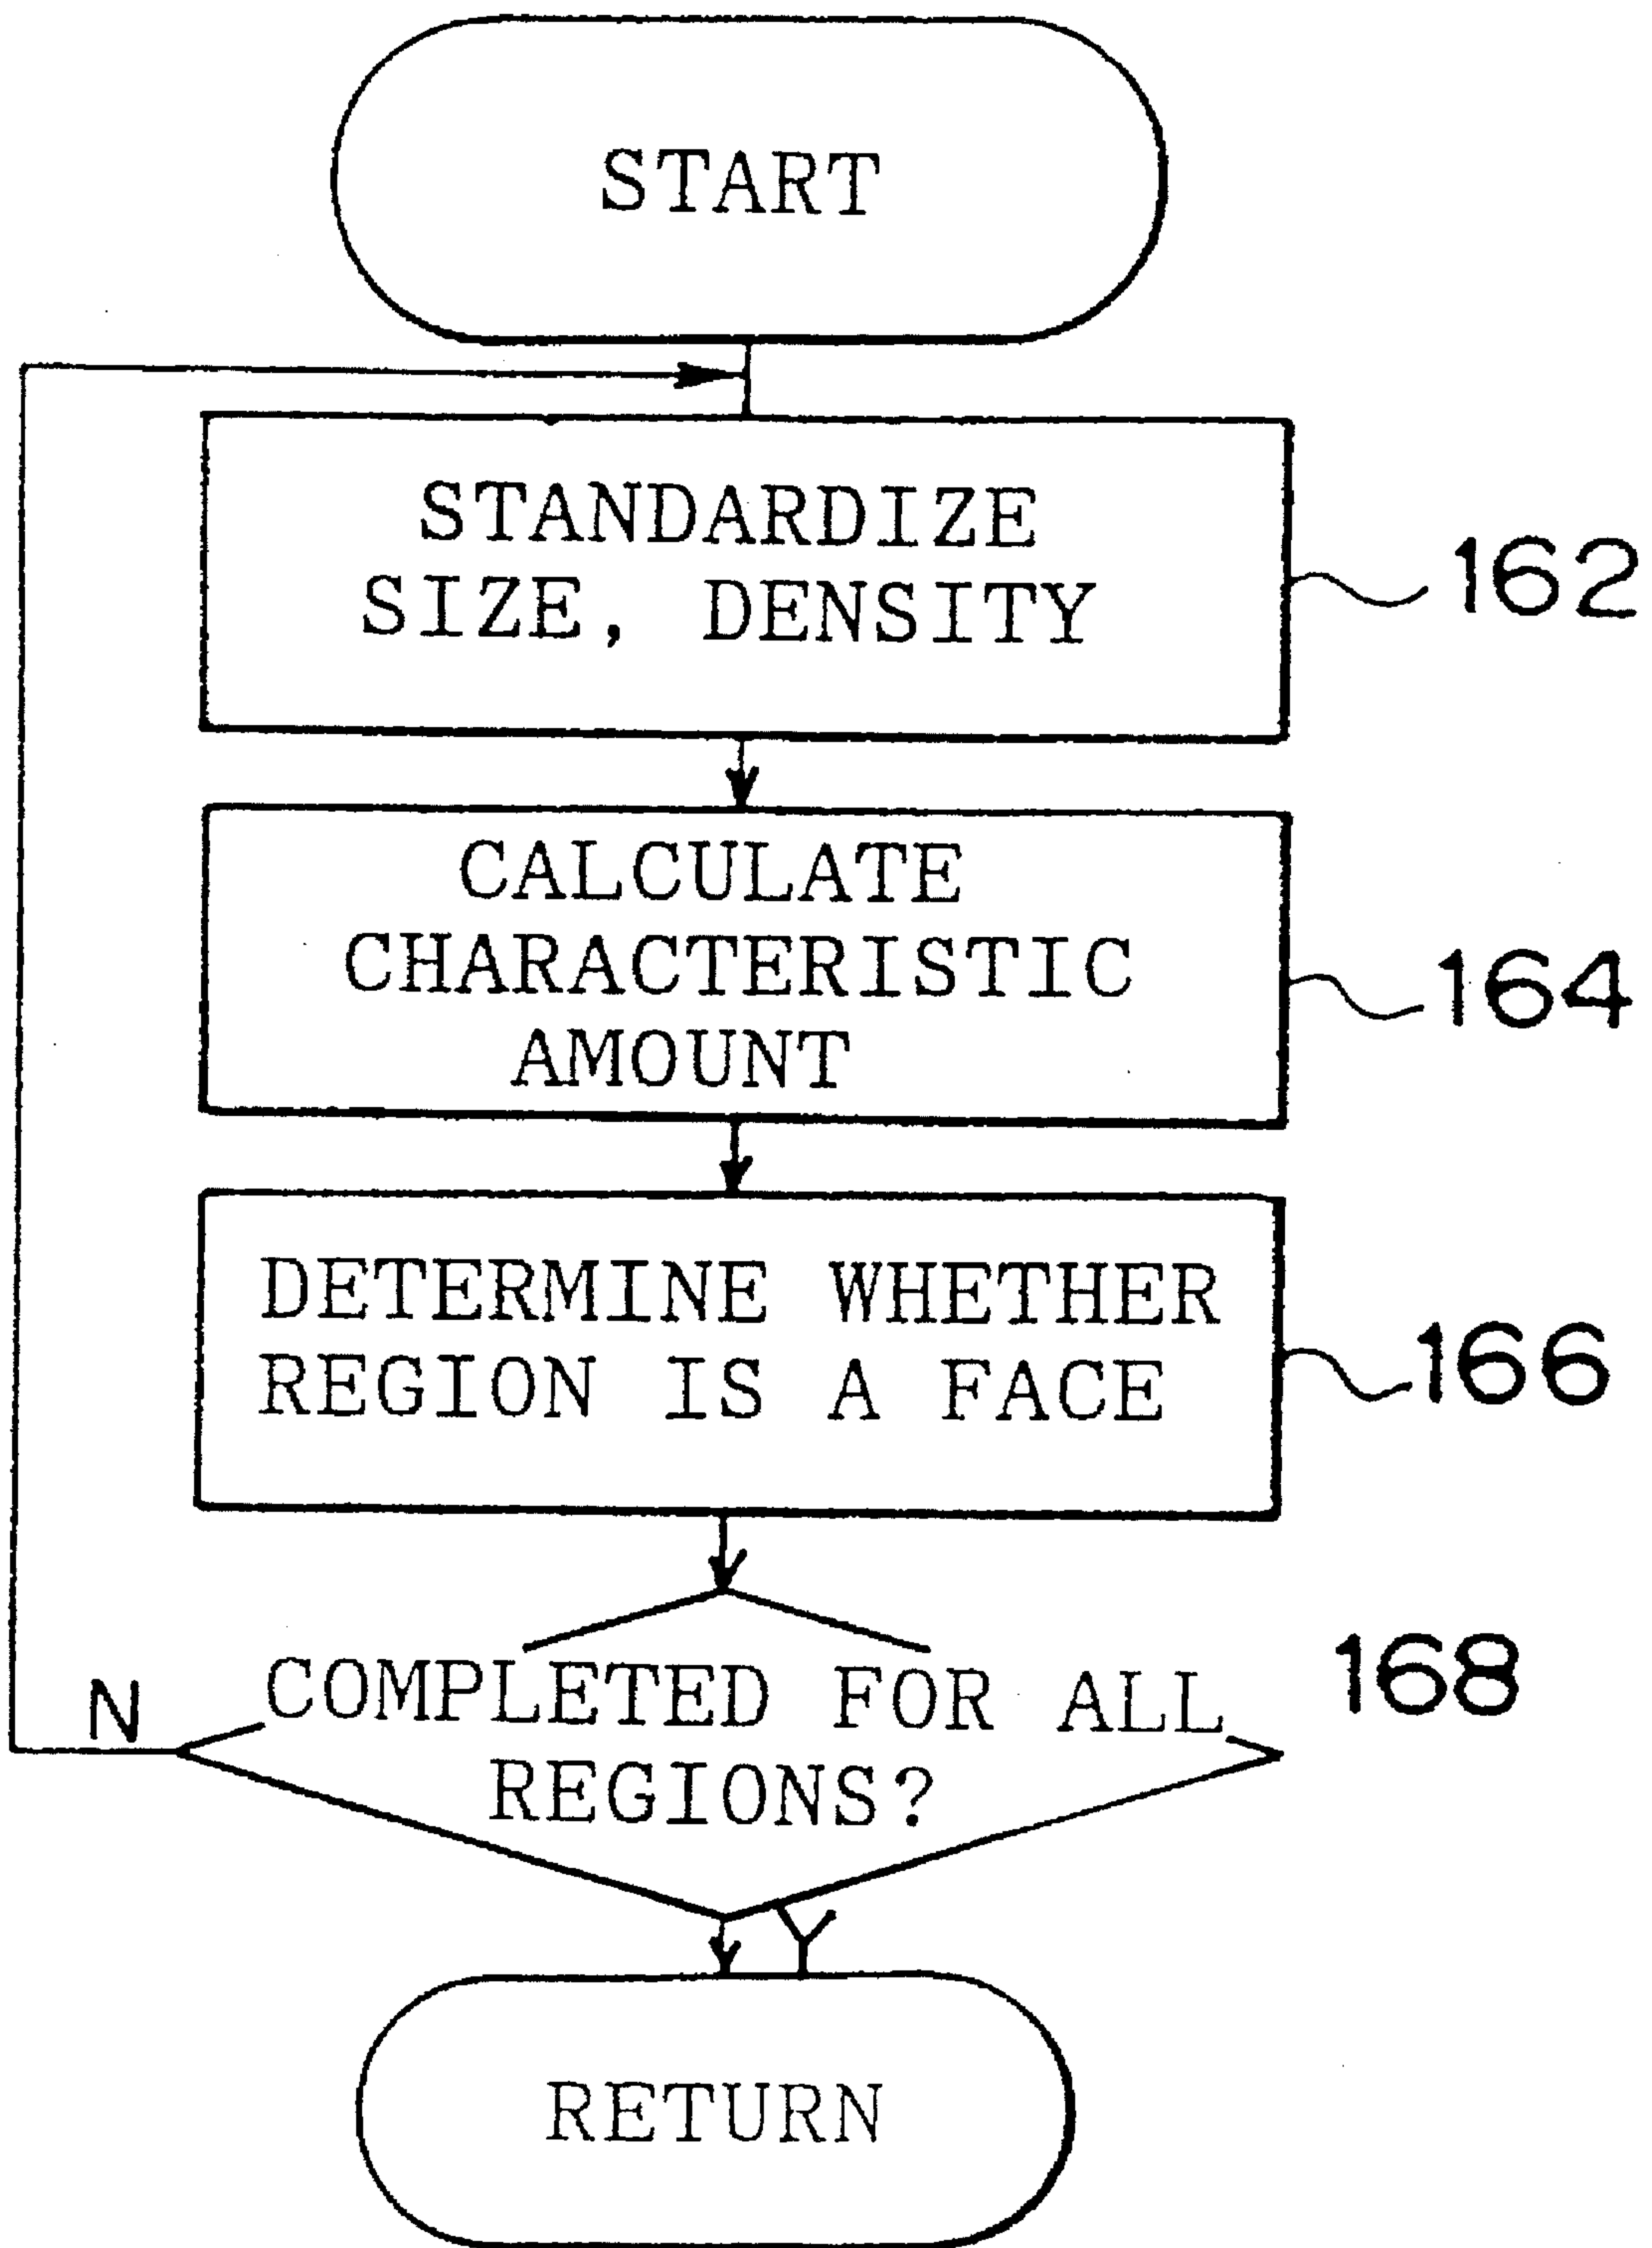 START
STANDARDIZE
SIZE, DENSITY
162
CALCULATE
CHARACTERISTIC
AMOUNT
164
DETERMINE WHETHER
REGION IS A FACE
166
COMPLETED FOR ALL
REGIONS?
168
N
Y
RETURN